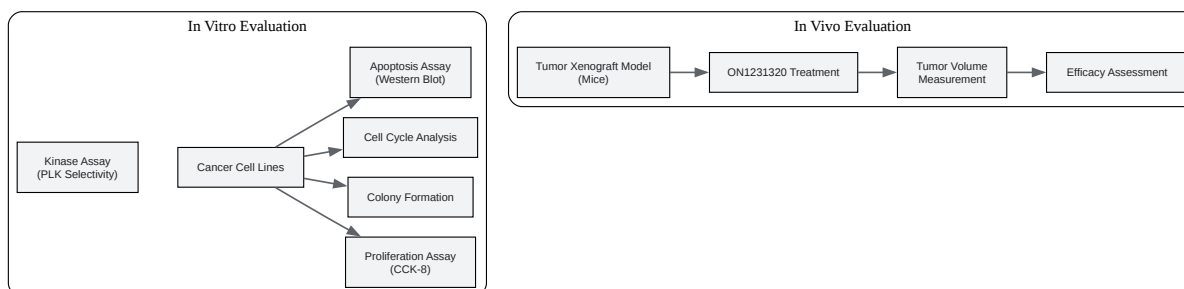 In Vitro Evaluation
Kinase Assay
(PLK Selectivity)
Cancer Cell Lines
Apoptosis Assay
(Western Blot)
Cell Cycle Analysis
Colony Formation
Proliferation Assay
(CCK-8)
In Vivo Evaluation
Tumor Xenograft Model
(Mice)
ON1231320 Treatment
Tumor Volume
Measurement
Efficacy Assessment